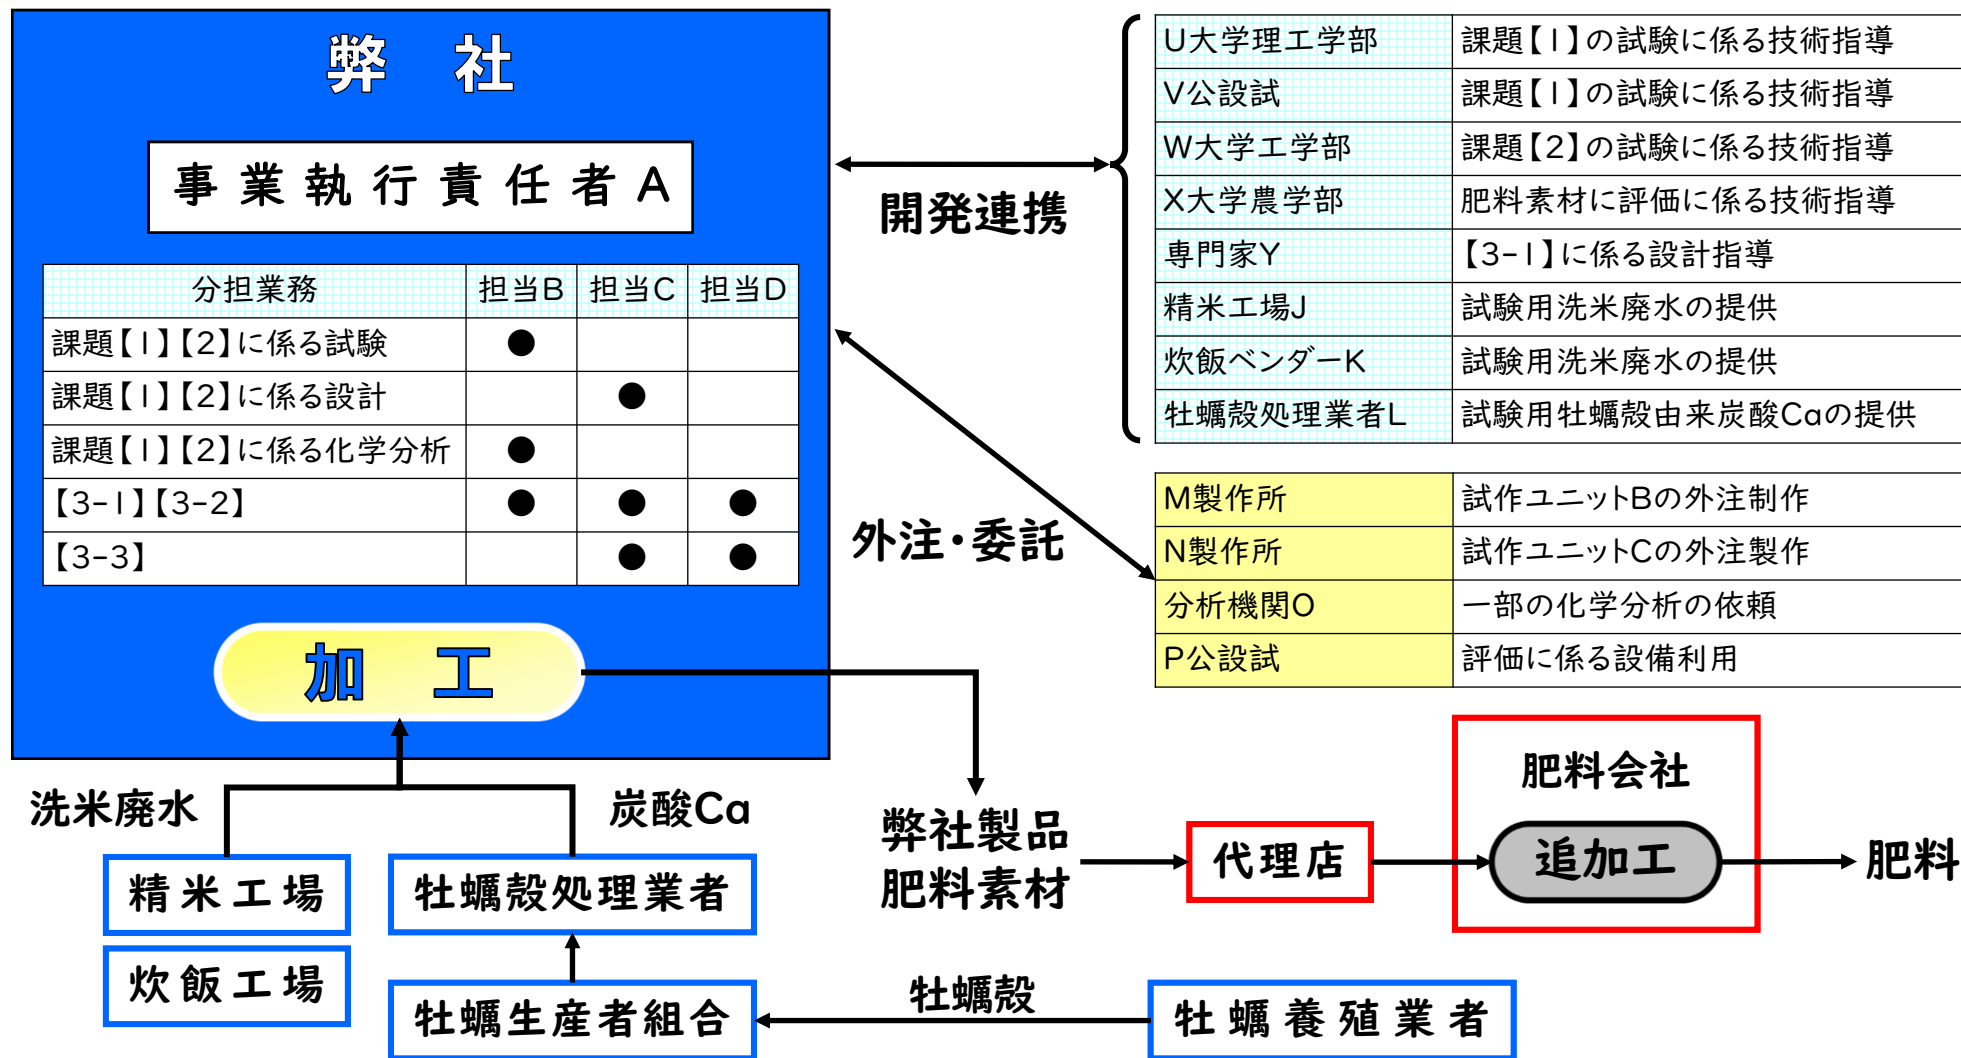 弊 社
事業執行責任者A
分担業務 担当B 担当C 担当D
課題【1】【2】に係る試験 ●
課題【1】【2】に係る設計 ●
課題【1】【2】に係る化学分析 ●
【3-1】【3-2】 ● ● ●
【3-3】 ● ●
加 工
開発連携
外注・委託
U大学理工学部 課題【1】の試験に係る技術指導
V公設試 課題【1】の試験に係る技術指導
W大学工学部 課題【2】の試験に係る技術指導
X大学農学部 肥料素材に評価に係る技術指導
専門家Y 【3-1】に係る設計指導
精米工場J 試験用洗米廃水の提供
炊飯ベンダーK 試験用洗米廃水の提供
牡蠣殻処理業者L 試験用牡蠣殻由来炭酸Caの提供
M製作所 試作ユニットBの外注制作
N製作所 試作ユニットCの外注製作
分析機関O 一部の化学分析の依頼
P公設試 評価に係る設備利用
洗米廃水
炭酸Ca
精米工場
炊飯工場
牡蠣殻処理業者
牡蠣生産者組合
牡蠣殻
牡蠣養殖業者
弊社製品
肥料素材
代理店
肥料会社
追加工
肥料